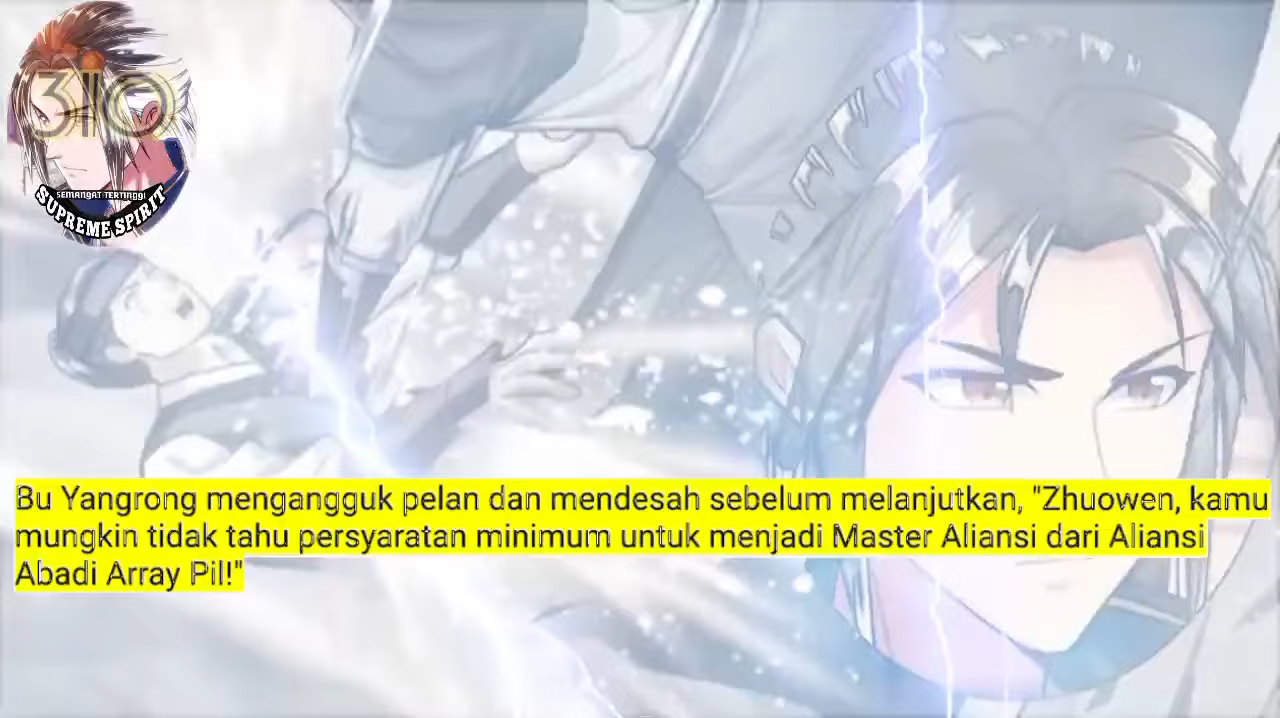 310
SEMANGAT TERTINGGI
SUPREME SPIRIT
Bu Yangrong mengangguk pelan dan mendesah sebelum melanjutkan, "Zhuowen, kamu
mungkin tidak tahu persyaratan minimum untuk menjadi Master Aliansi dari Aliansi
Abadi Array Pil!"